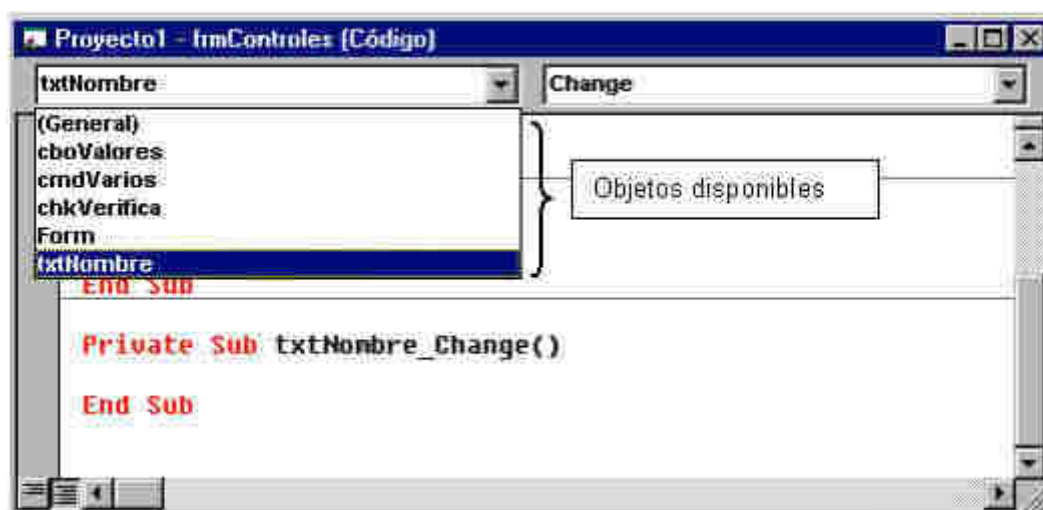 Proyecto1 - frmControles (Código)
txtNombre
Change
(General)
cboValores
cmdVarios
chkVerifica
Form
txtNombre
Objetos disponibles
End Sub
Private Sub txtNombre_Change()
End Sub